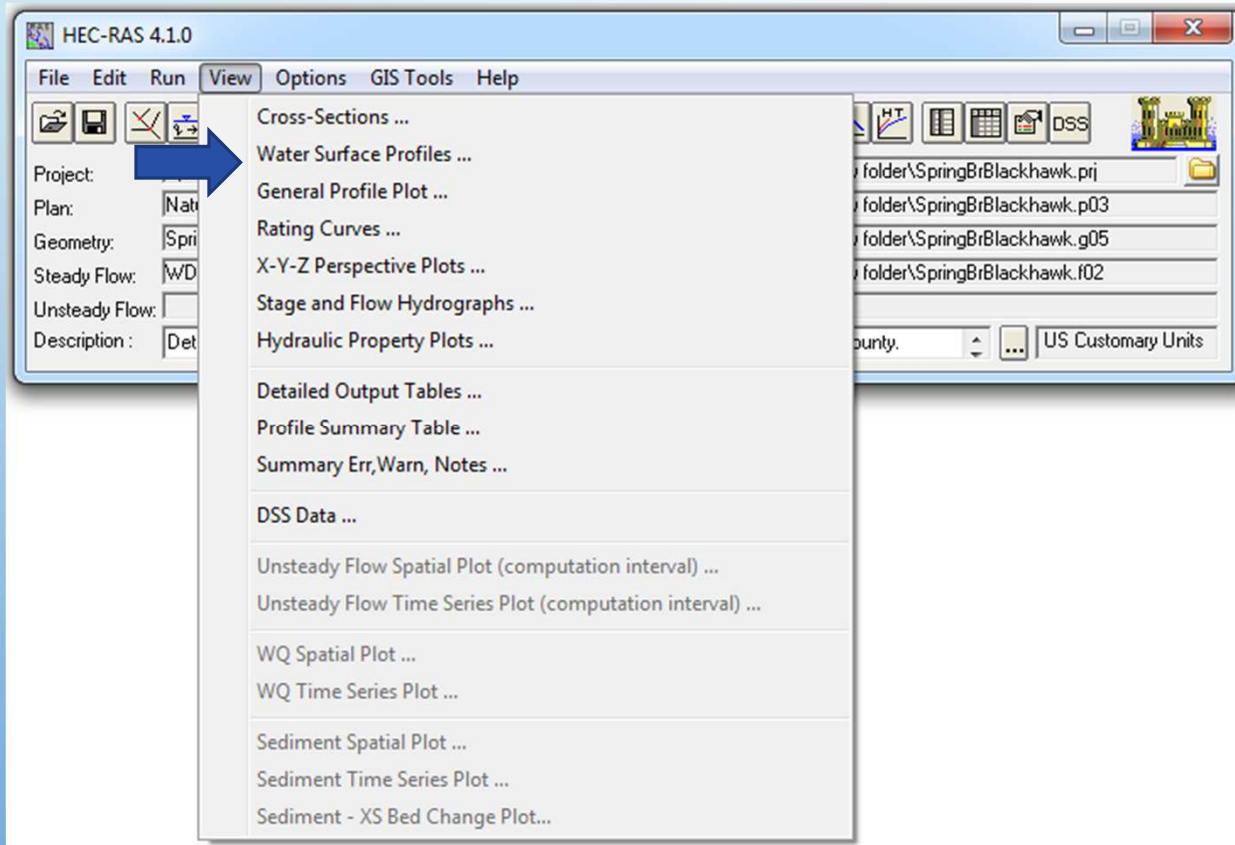 HEC-RAS 4.1.0
File Edit Run View Options GIS Tools Help
HT DSS
Project: folder\SpringBrBlackhawk.prj
Plan: folder\SpringBrBlackhawk.p03
Geometry: folder\SpringBrBlackhawk.g05
Steady Flow: WD folder\SpringBrBlackhawk.f02
Unsteady Flow:
Description : US Customary Units
...
Cross-Sections ...
Water Surface Profiles ...
General Profile Plot ...
Rating Curves ...
X-Y-Z Perspective Plots ...
Stage and Flow Hydrographs ...
Hydraulic Property Plots ...
Detailed Output Tables ...
Profile Summary Table ...
Summary Err,Warn, Notes ...
DSS Data ...
Unsteady Flow Spatial Plot (computation interval) ...
Unsteady Flow Time Series Plot (computation interval) ...
WQ Spatial Plot ...
WQ Time Series Plot ...
Sediment Spatial Plot ...
Sediment Time Series Plot ...
Sediment - XS Bed Change Plot...